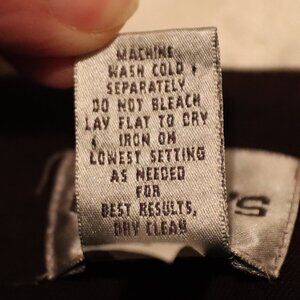 MACHINE
WASH COLD
SEPARATELY
DO NOT BLEACH
LAY FLAT TO DRY
IRON ON
LOWEST SETTING
AS NEEDED
FOR
BEST RESULTS,
DRY CLEAN